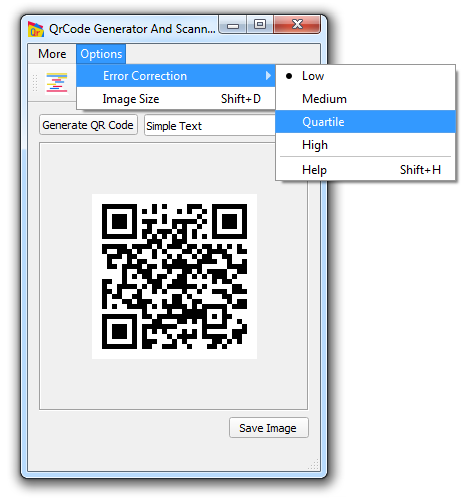 QrCode Generator And Scann...
More Options
Error Correction
Image Size Shift+D
Low
Medium
Quartile
High
Help Shift+H
Generate QR Code Simple Text
Save Image